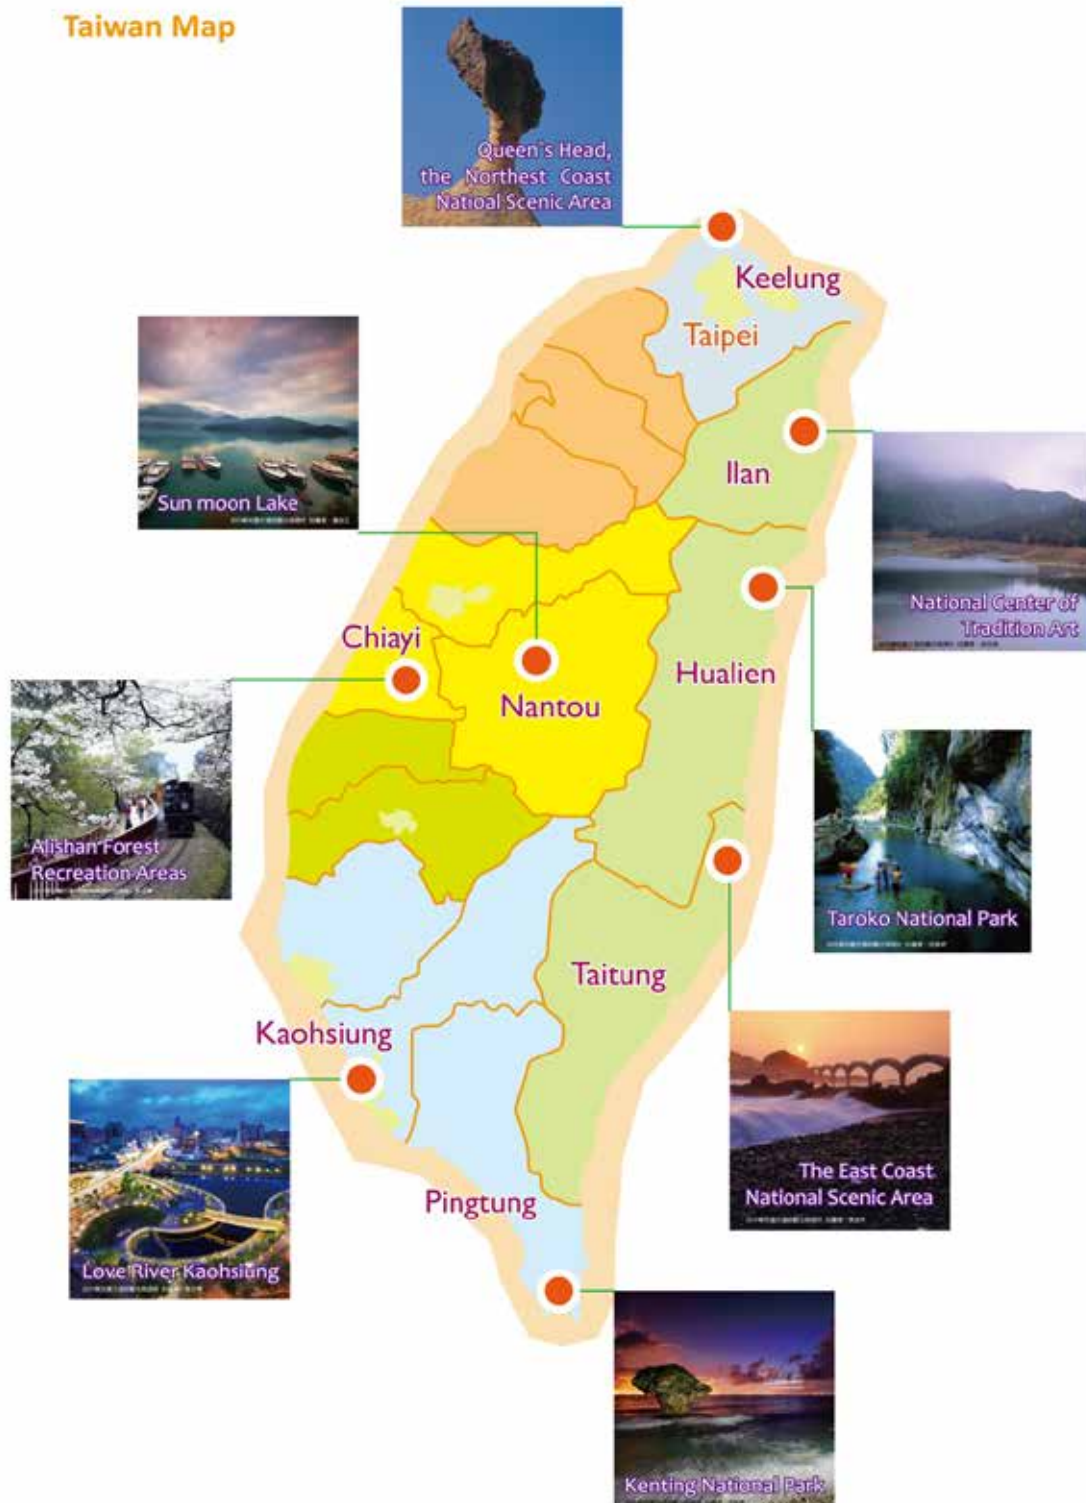 Taiwan Map
Queen's Head,
the Northest Coast
Natioal Scenic Area
Keelung
Taipei
Sun moon Lake
Ilan
National Center of
Tradition Art
Chiayi
Nantou
Hualien
Alishan Forest
Recreation Areas
Taroko National Park
Taitung
Kaohsiung
The East Coast
National Scenic Area
Pingtung
Love River Kaohsiung
Kenting National Park